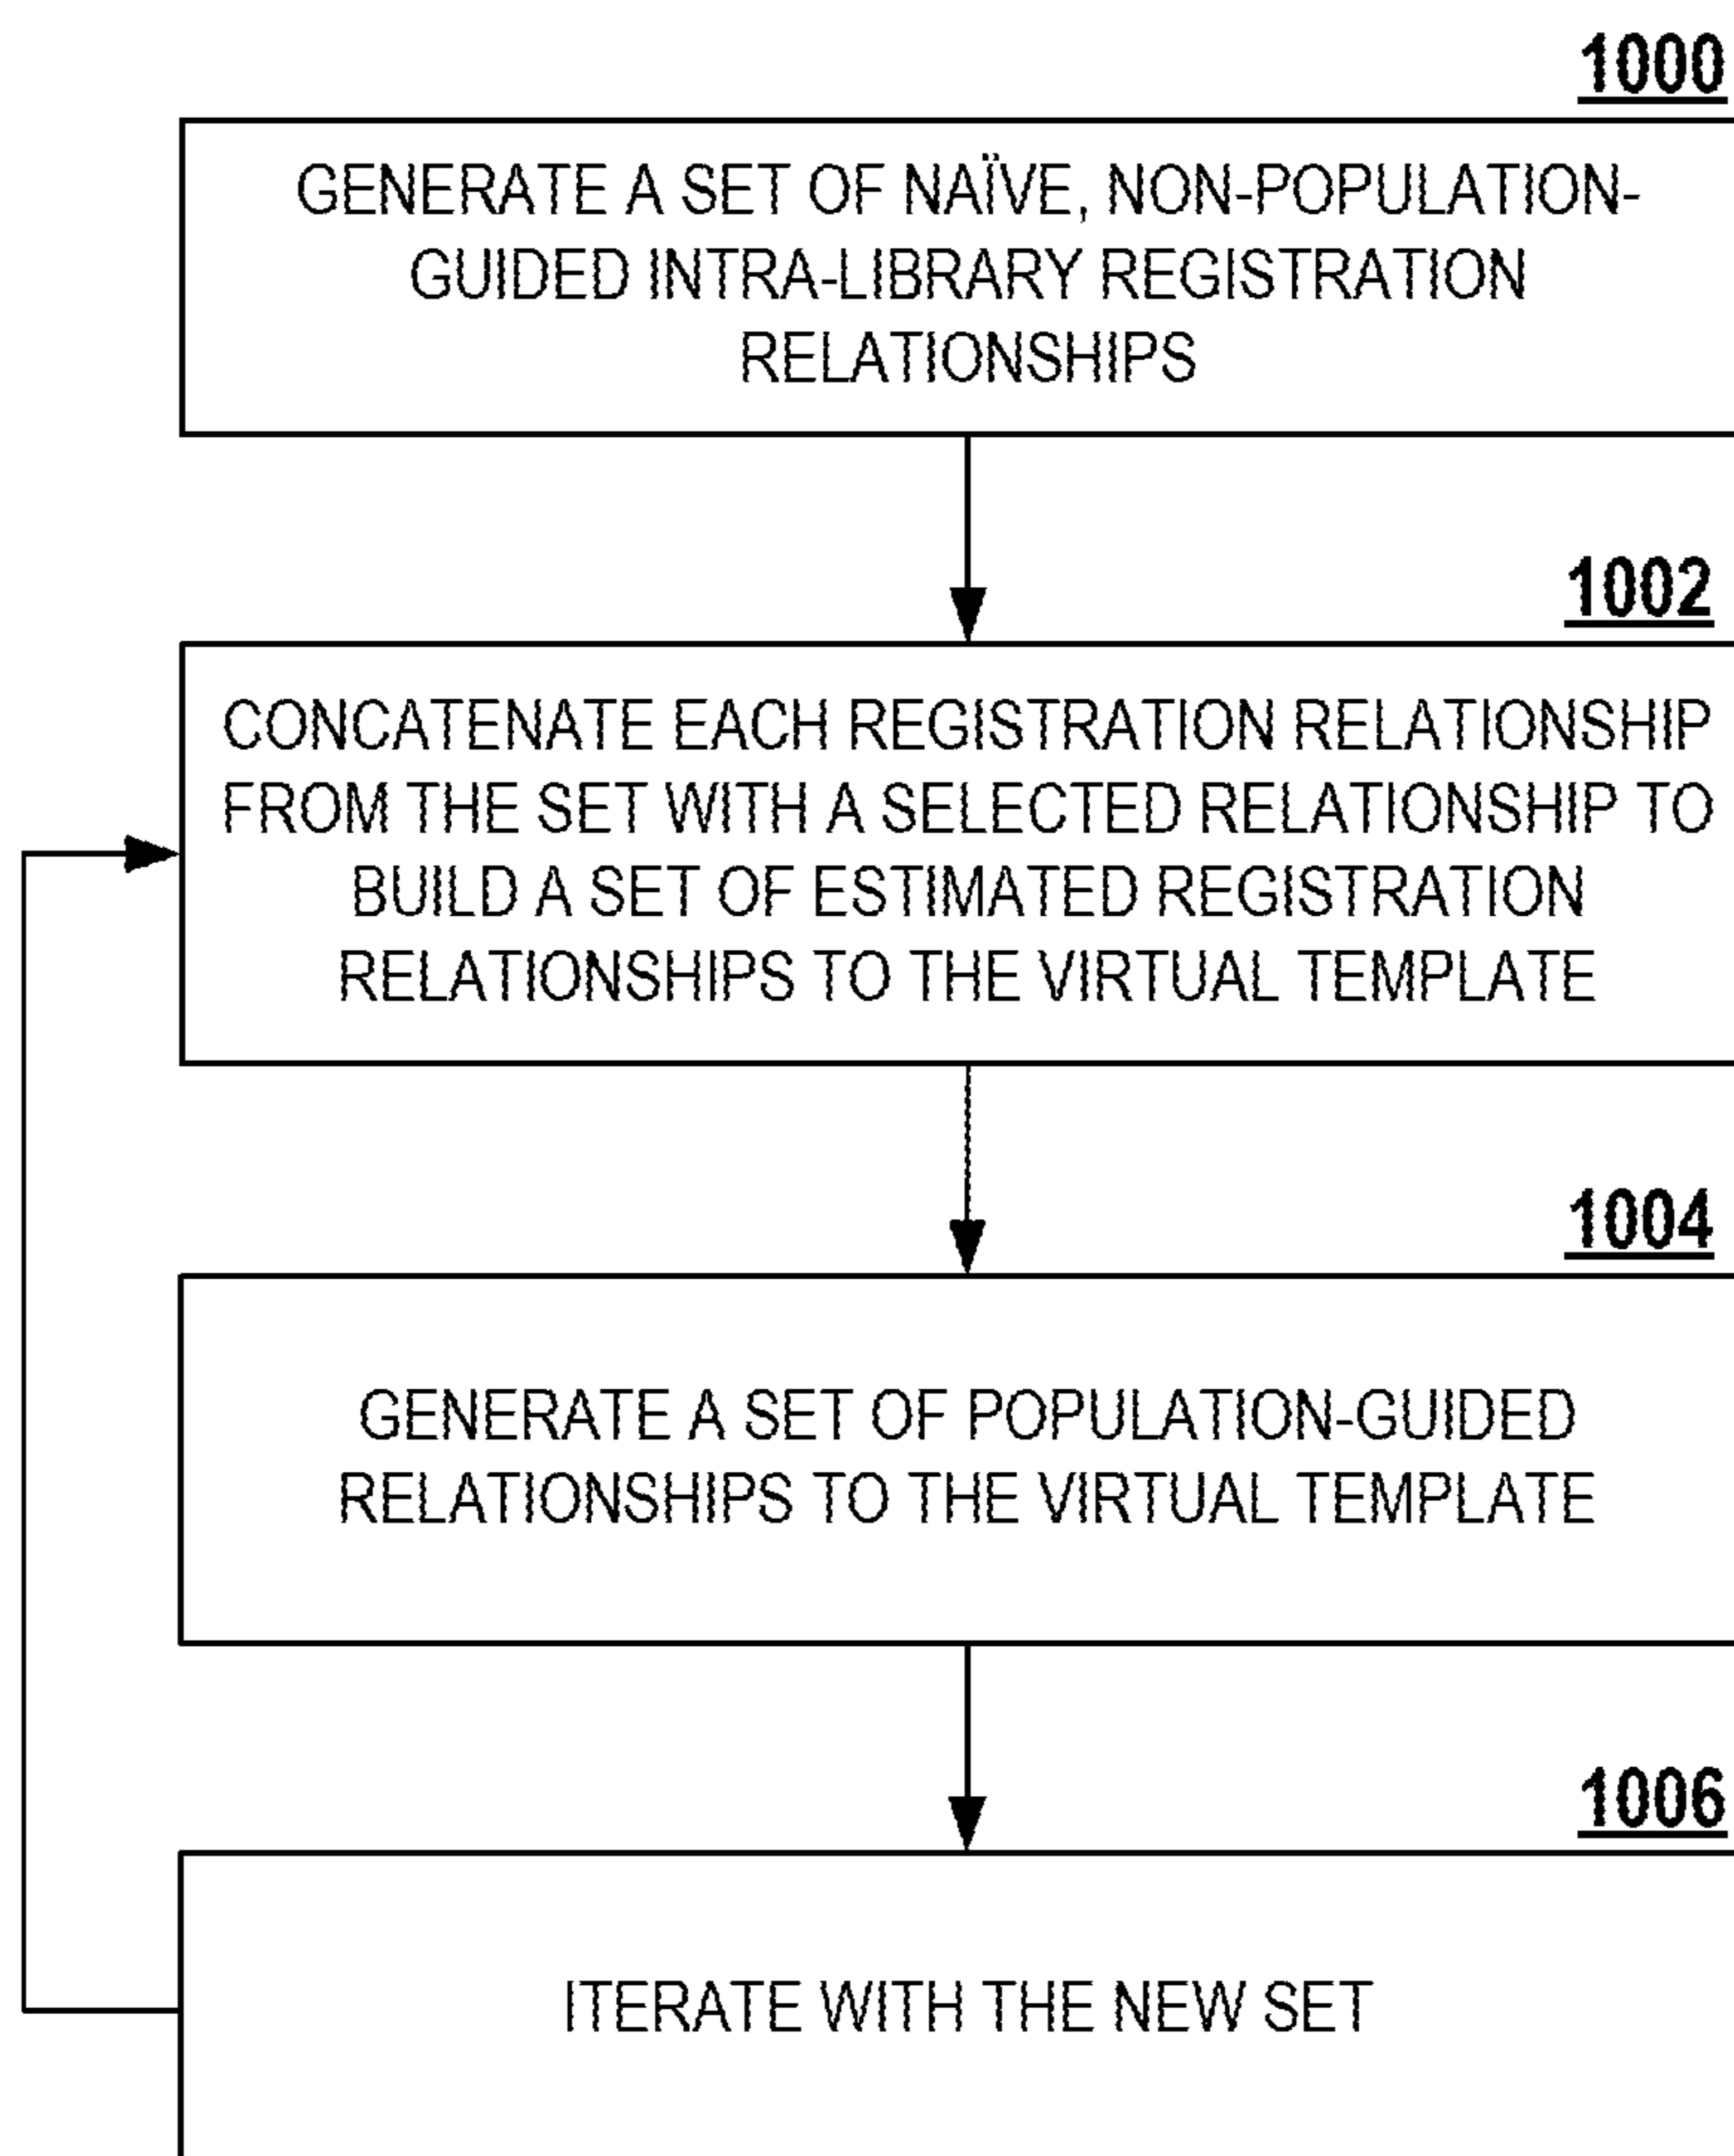 1000
GENERATE A SET OF NAÏVE, NON-POPULATION-
GUIDED INTRA-LIBRARY REGISTRATION
RELATIONSHIPS
1002
CONCATENATE EACH REGISTRATION RELATIONSHIP
FROM THE SET WITH A SELECTED RELATIONSHIP TO
BUILD A SET OF ESTIMATED REGISTRATION
RELATIONSHIPS TO THE VIRTUAL TEMPLATE
1004
GENERATE A SET OF POPULATION-GUIDED
RELATIONSHIPS TO THE VIRTUAL TEMPLATE
1006
ITERATE WITH THE NEW SET